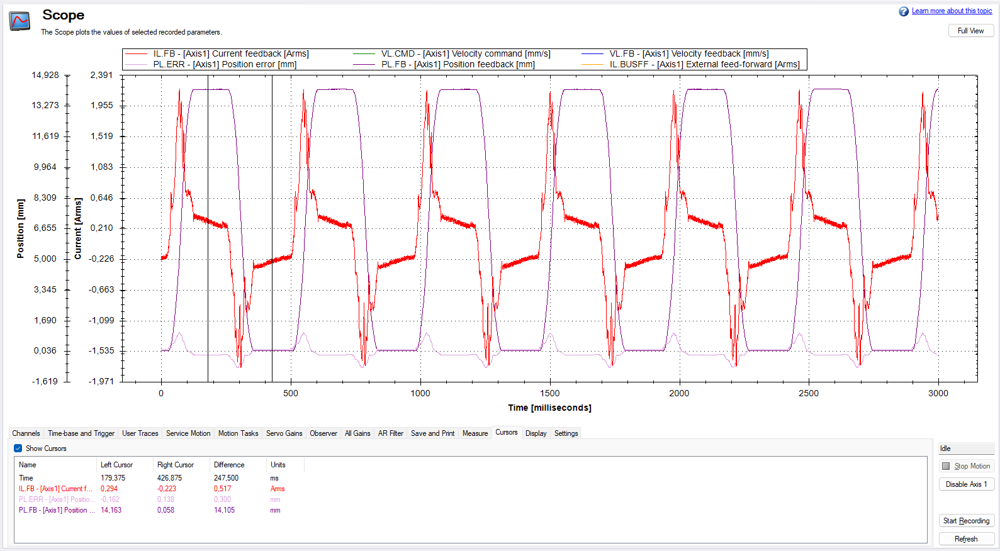 Scope
The Scope plots the values of selected recorded parameters.
Learn more about this topic
Full View
IL.FB - [Axis1] Current feedback [Arms] VL.CMD - [Axis1] Velocity command [mm/s] VL.FB - [Axis1] Velocity feedback [mm/s]
PL.ERR - [Axis1] Position error [mm] PL.FB - [Axis1] Position feedback [mm] IL.BUSFF - [Axis1] External feed-forward [Arms]
14,928 2,391
13,273 1,955
11,619 1,519
9,964 1,083
8,309 0,646
6,655 0,210
5,000 -0,226
3,345 -0,663
1,690 -1,099
0,036 -1,535
-1,619 -1,971
Position [mm]
Current [Arms]
0 500 1000 1500 2000 2500 3000
Time [milliseconds]
Channels Time-base and Trigger User Traces Service Motion Motion Tasks Servo Gains Observer All Gains AR Filter Save and Print Measure Cursors Display Settings
Show Cursors
Name Left Cursor Right Cursor Difference Units
Time 179,375 426,875 247,500 ms
IL.FB - [Axis1] Current f... 0,294 -0,223 0,517 Arms
PL.ERR - [Axis1] Positio... -0,162 0,138 0,300 mm
PL.FB - [Axis1] Position ... 14,163 0,058 14,105 mm
Idle
Stop Motion
Disable Axis 1
Start Recording
Refresh